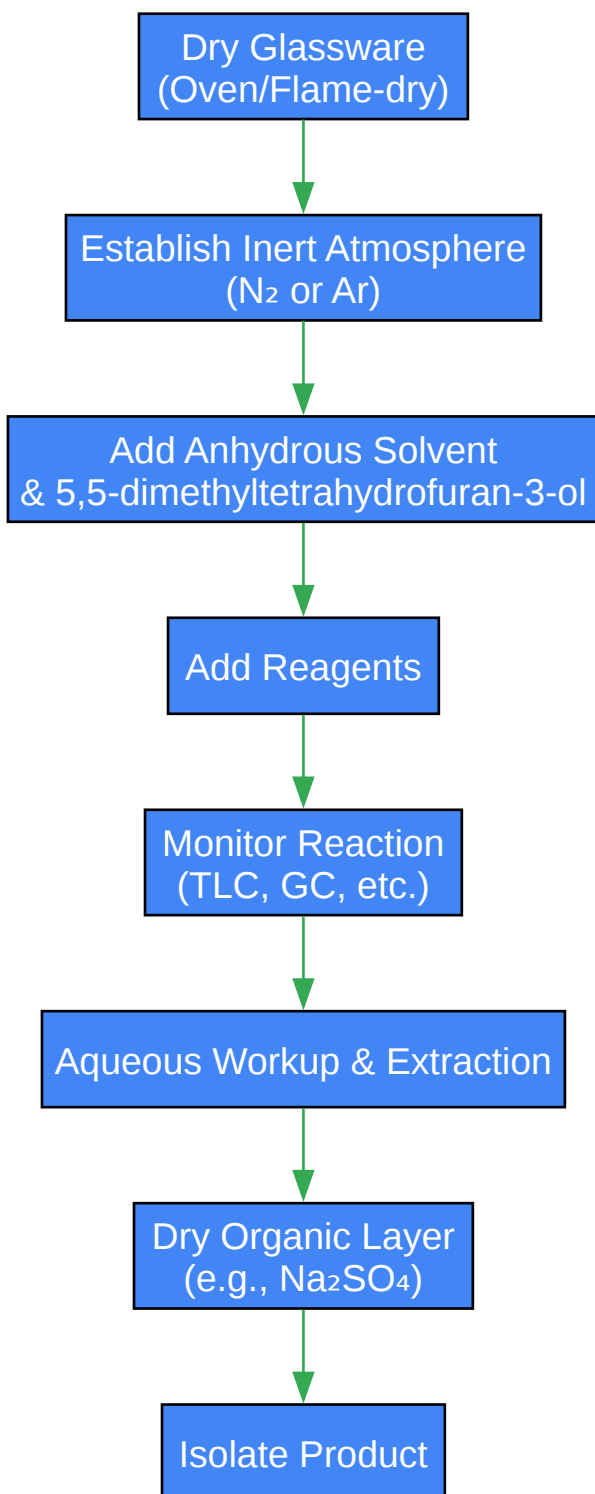 Dry Glassware
(Oven/Flame-dry)
Establish Inert Atmosphere
(N₂ or Ar)
Add Anhydrous Solvent
& 5,5-dimethyltetrahydrofuran-3-ol
Add Reagents
Monitor Reaction
(TLC, GC, etc.)
Aqueous Workup & Extraction
Dry Organic Layer
(e.g., Na₂SO₄)
Isolate Product